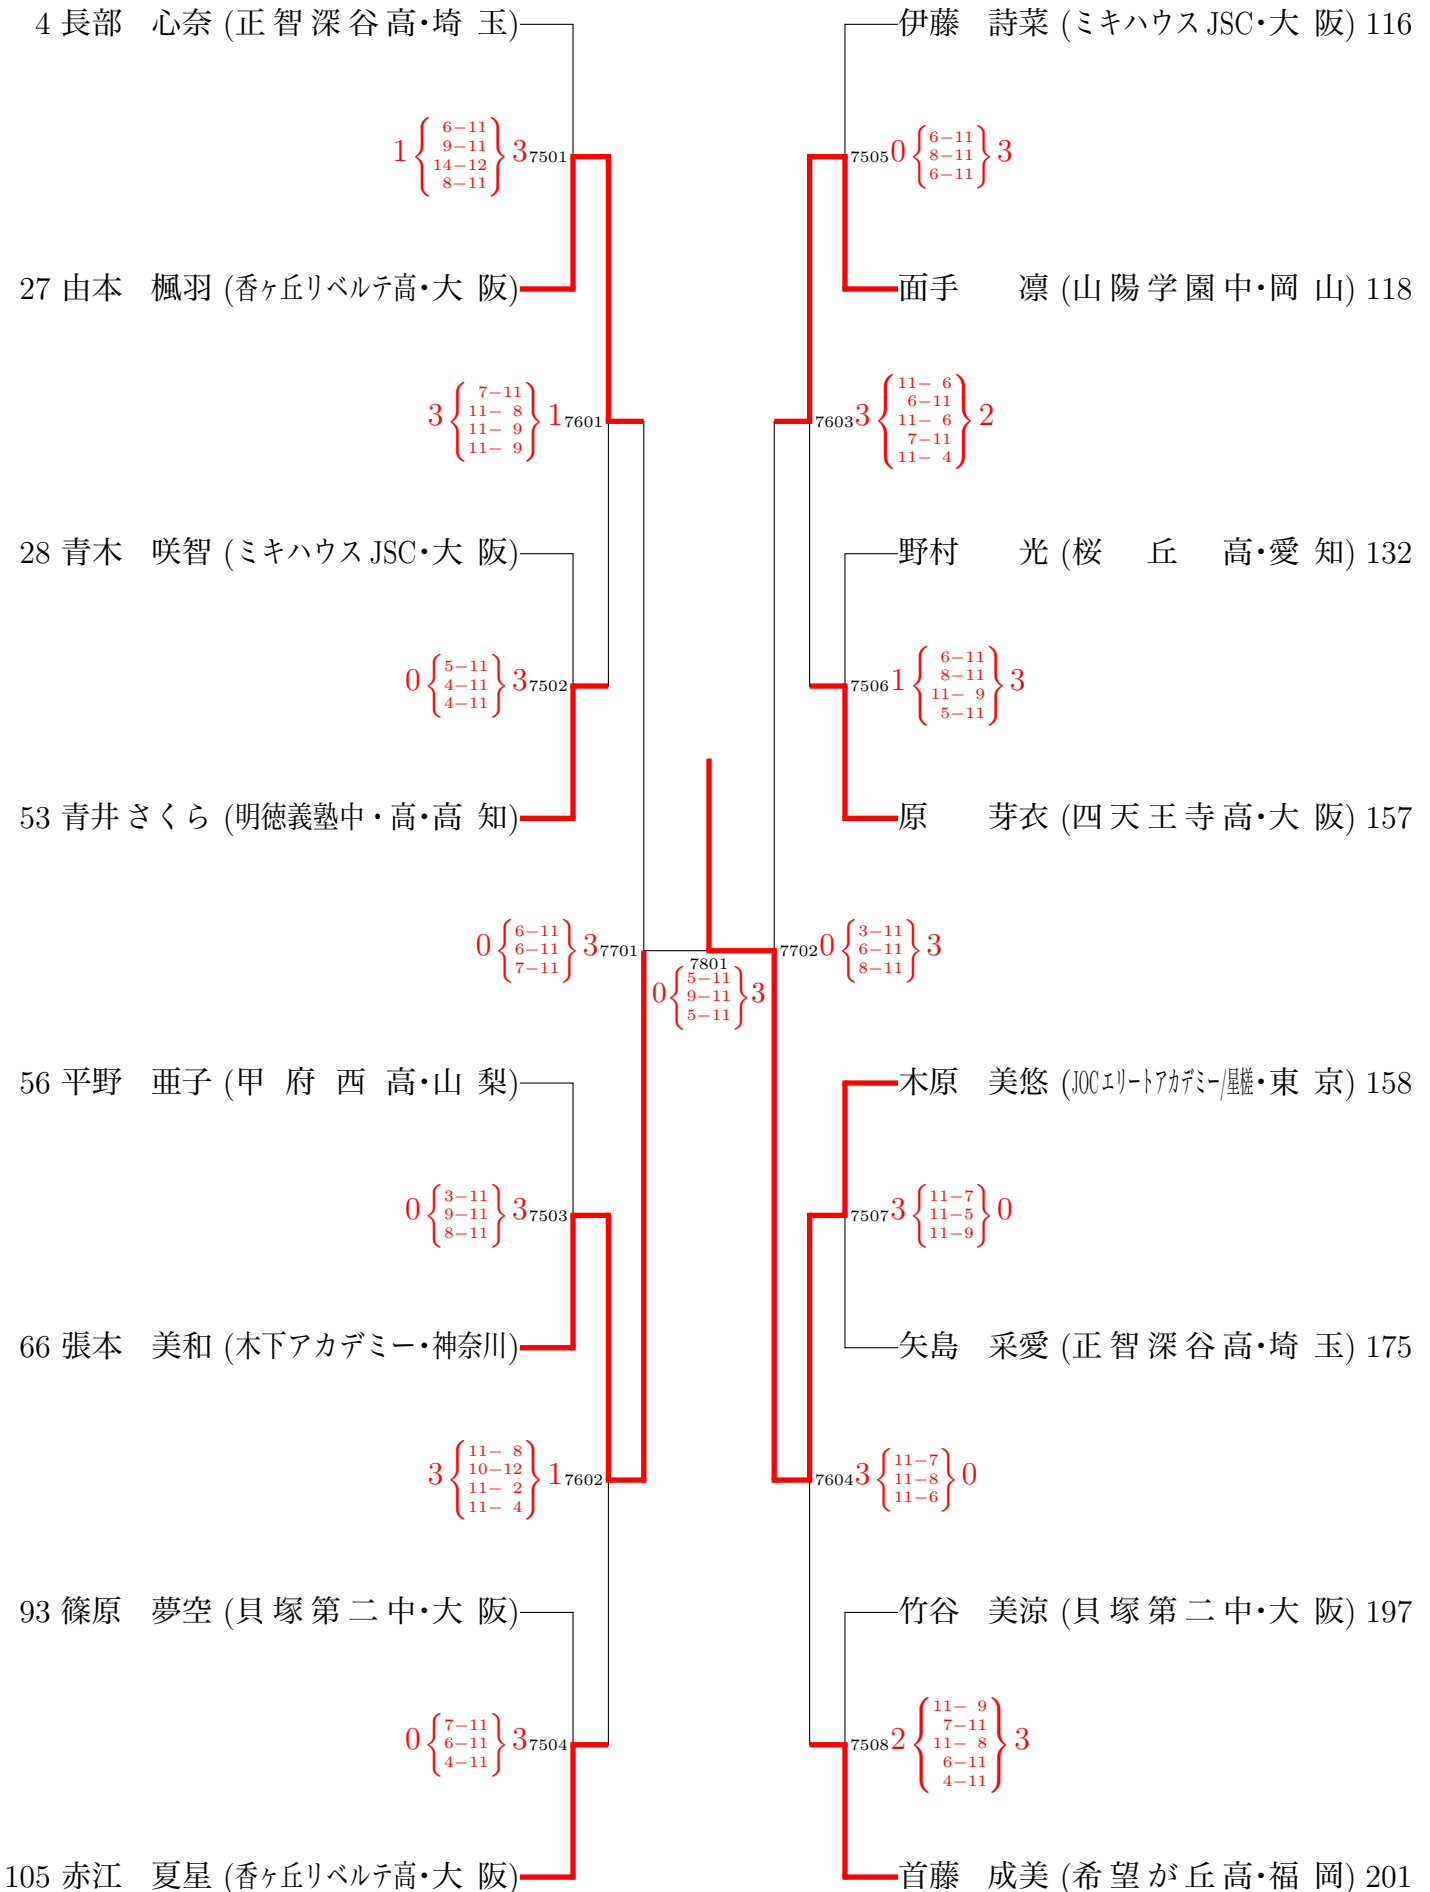 4 長部 心奈 (正智深谷高・埼玉)
1 3 7501
6-11
9-11
14-12
8-11
27 由本 楓羽 (香ヶ丘リベルテ高・大阪)
3 1 7601
7-11
11- 8
11- 9
11- 9
28 青木 咲智 (ミキハウスJSC・大阪)
0 3 7502
5-11
4-11
4-11
53 青井さくら (明徳義塾中・高・高知)
0 3 7701
6-11
6-11
7-11
56 平野 亜子 (甲府西高・山梨)
0 3 7503
3-11
9-11
8-11
66 張本 美和 (木下アカデミー・神奈川)
3 1 7602
11- 8
10-12
11- 2
11- 4
93 篠原 夢空 (貝塚第二中・大阪)
0 3 7504
7-11
6-11
4-11
105 赤江 夏星 (香ヶ丘リベルテ高・大阪)
7801
0 3
5-11
9-11
5-11
伊藤 詩菜 (ミキハウスJSC・大阪) 116
7505 0 3
6-11
8-11
6-11
面手 凛 (山陽学園中・岡山) 118
7603 3 2
11- 6
6-11
11- 6
7-11
11- 4
野村 光 (桜丘高・愛知) 132
7506 1 3
6-11
8-11
11- 9
5-11
原 芽衣 (四天王寺高・大阪) 157
7702 0 3
3-11
6-11
8-11
木原 美悠 (JOCエリートアカデミー/星槎・東京) 158
7507 3 0
11-7
11-5
11-9
矢島 采愛 (正智深谷高・埼玉) 175
7604 3 0
11-7
11-8
11-6
竹谷 美涼 (貝塚第二中・大阪) 197
7508 2 3
11- 9
7-11
11- 8
6-11
4-11
首藤 成美 (希望が丘高・福岡) 201